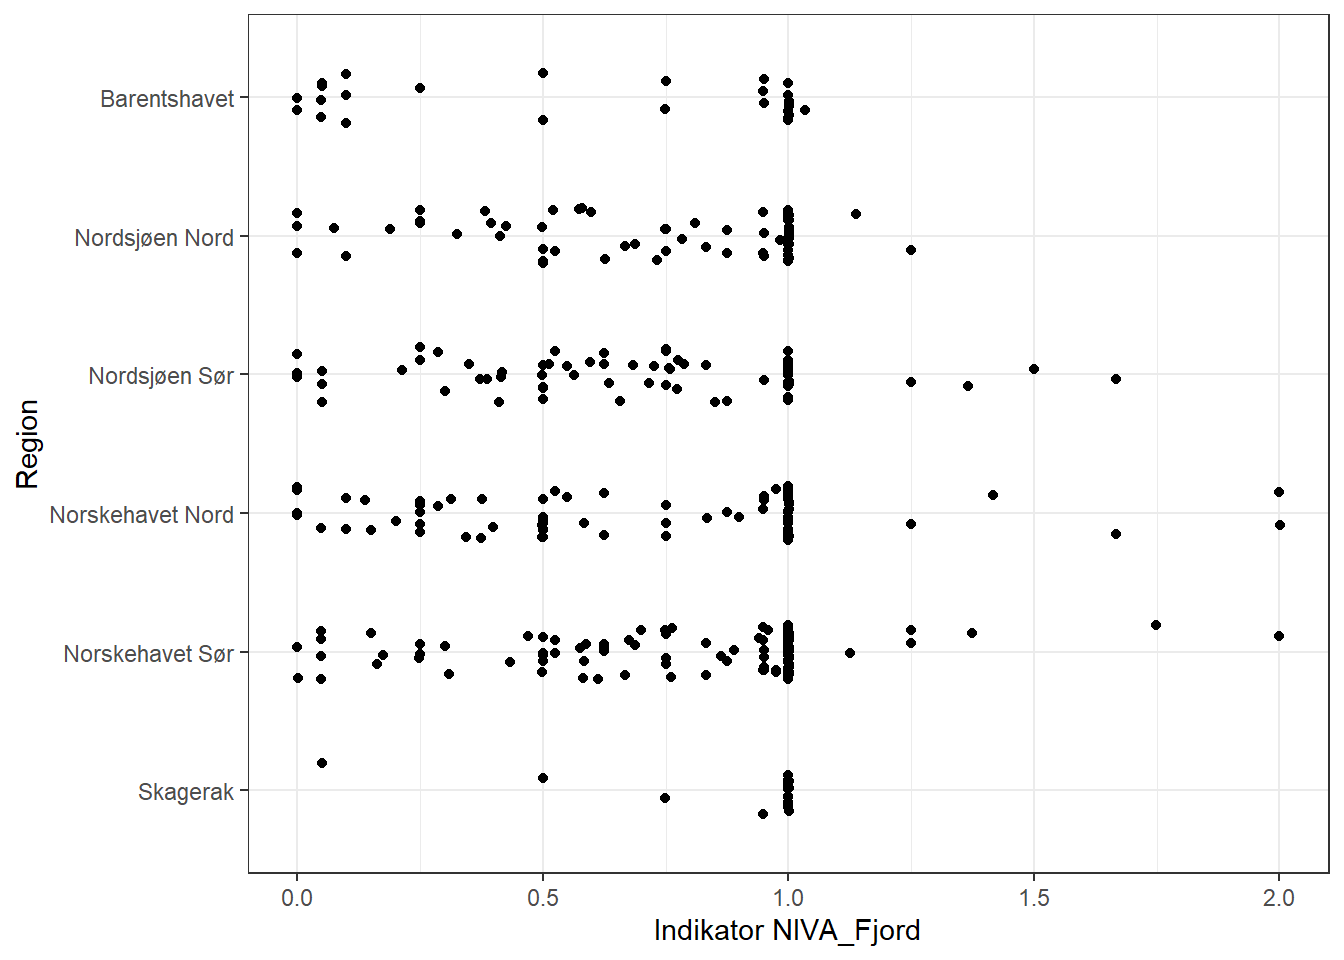 Barentshavet
Nordsjøen Nord
Nordsjøen Sør
Norskehavet Nord
Norskehavet Sør
Skagerak
Region
0.0 0.5 1.0 1.5 2.0
Indikator NIVA_Fjord